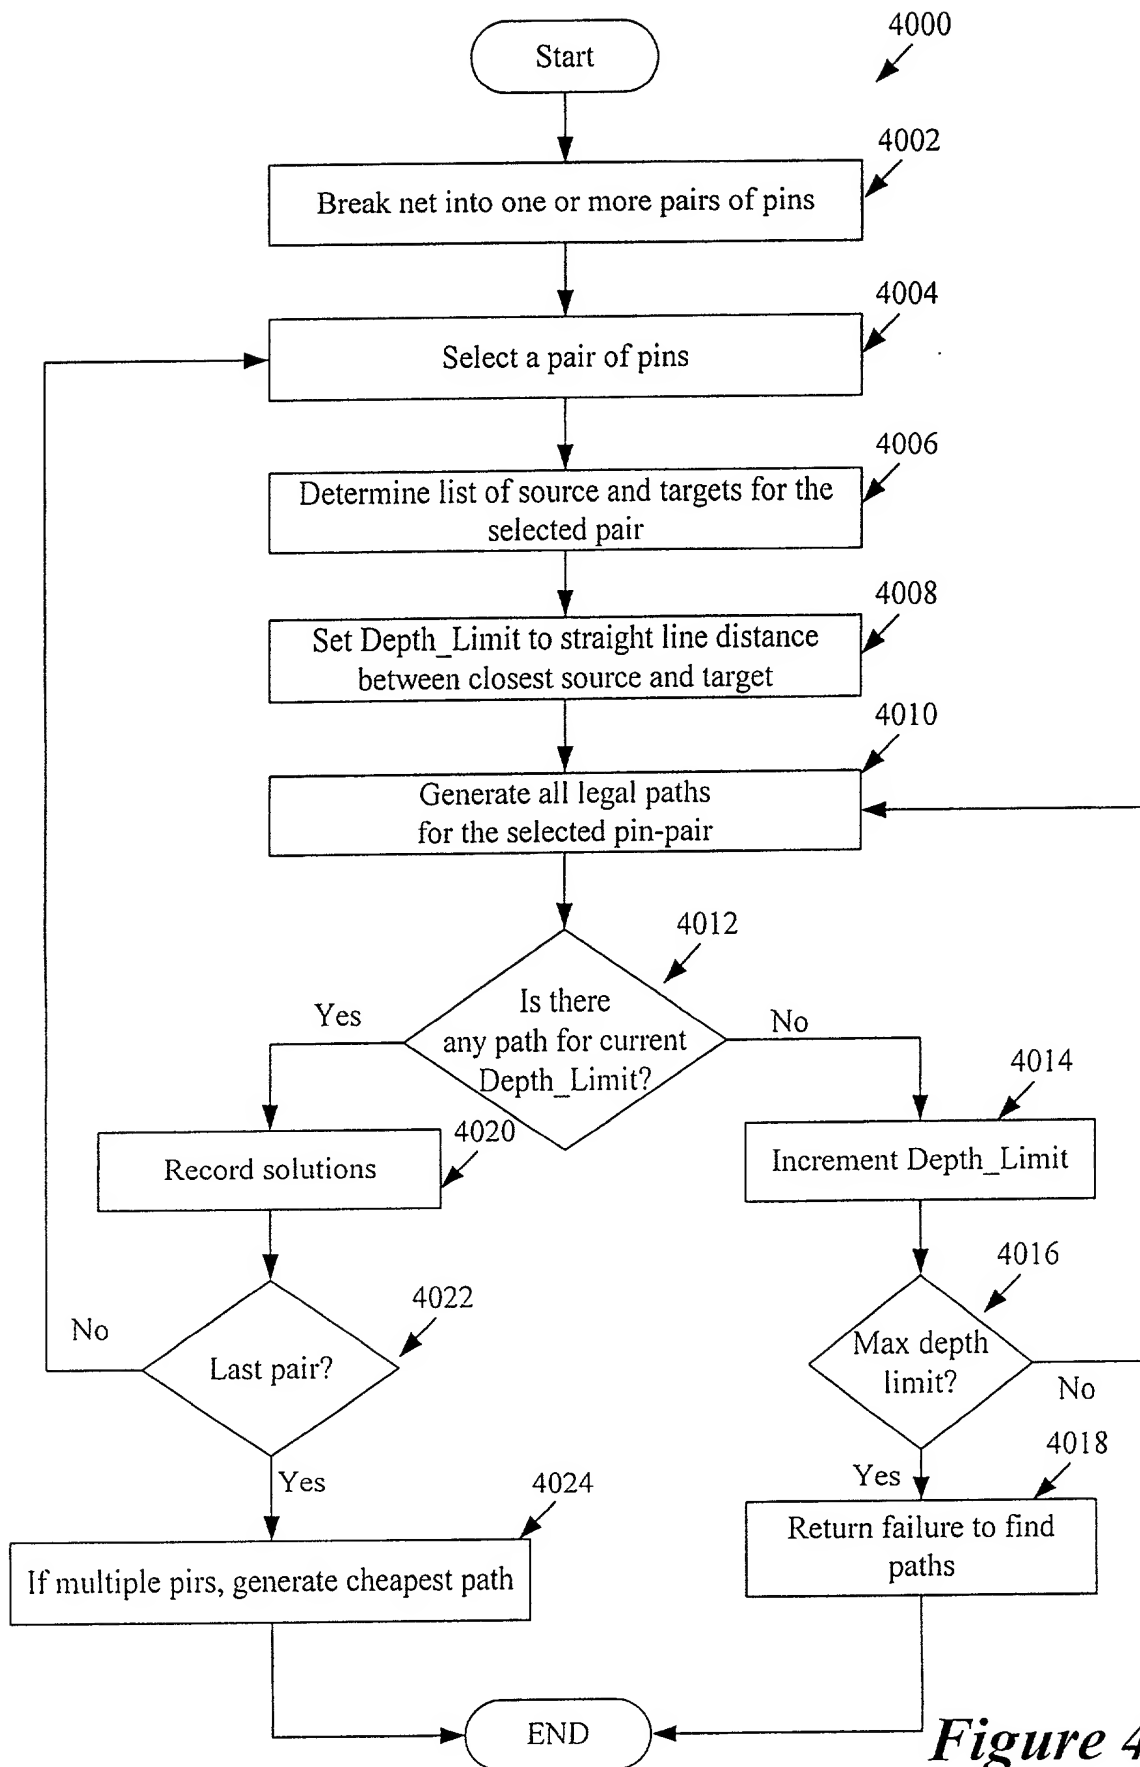 4000
Start
4002
Break net into one or more pairs of pins
4004
Select a pair of pins
4006
Determine list of source and targets for the
selected pair
4008
Set Depth_Limit to straight line distance
between closest source and target
4010
Generate all legal paths
for the selected pin-pair
4012
Is there
any path for current
Depth_Limit?
Yes
No
4014
Increment Depth_Limit
4020
Record solutions
4016
Max depth
limit?
No
4022
Last pair?
No
Yes
4018
Yes
Return failure to find
paths
4024
If multiple pirs, generate cheapest path
END
Figure 4